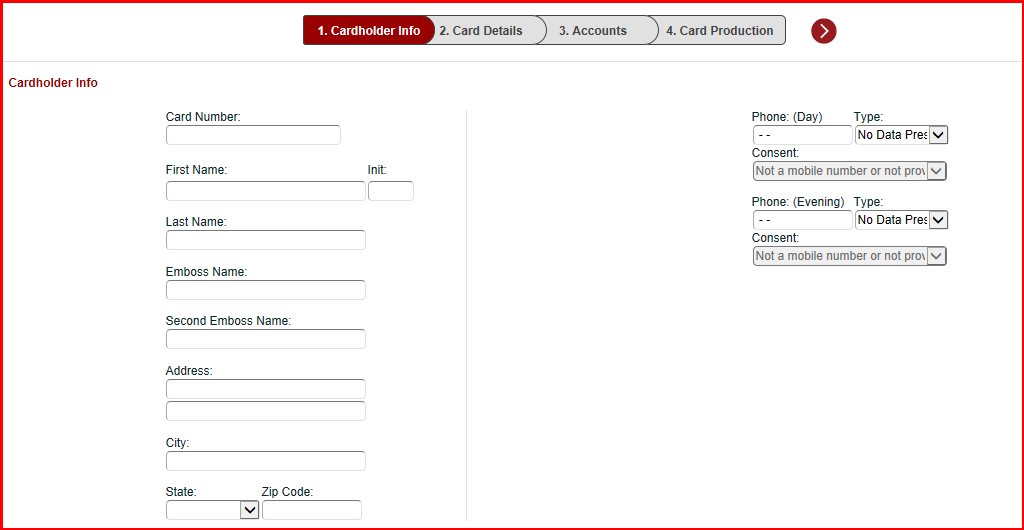 1. Cardholder Info 2. Card Details 3. Accounts 4. Card Production
Cardholder Info
Card Number:
First Name: Init:
Last Name:
Emboss Name:
Second Emboss Name:
Address:
City:
State: Zip Code:
Phone: (Day) Type:
- - No Data Pres
Consent:
Not a mobile number or not prov
Phone: (Evening) Type:
- - No Data Pres
Consent:
Not a mobile number or not prov